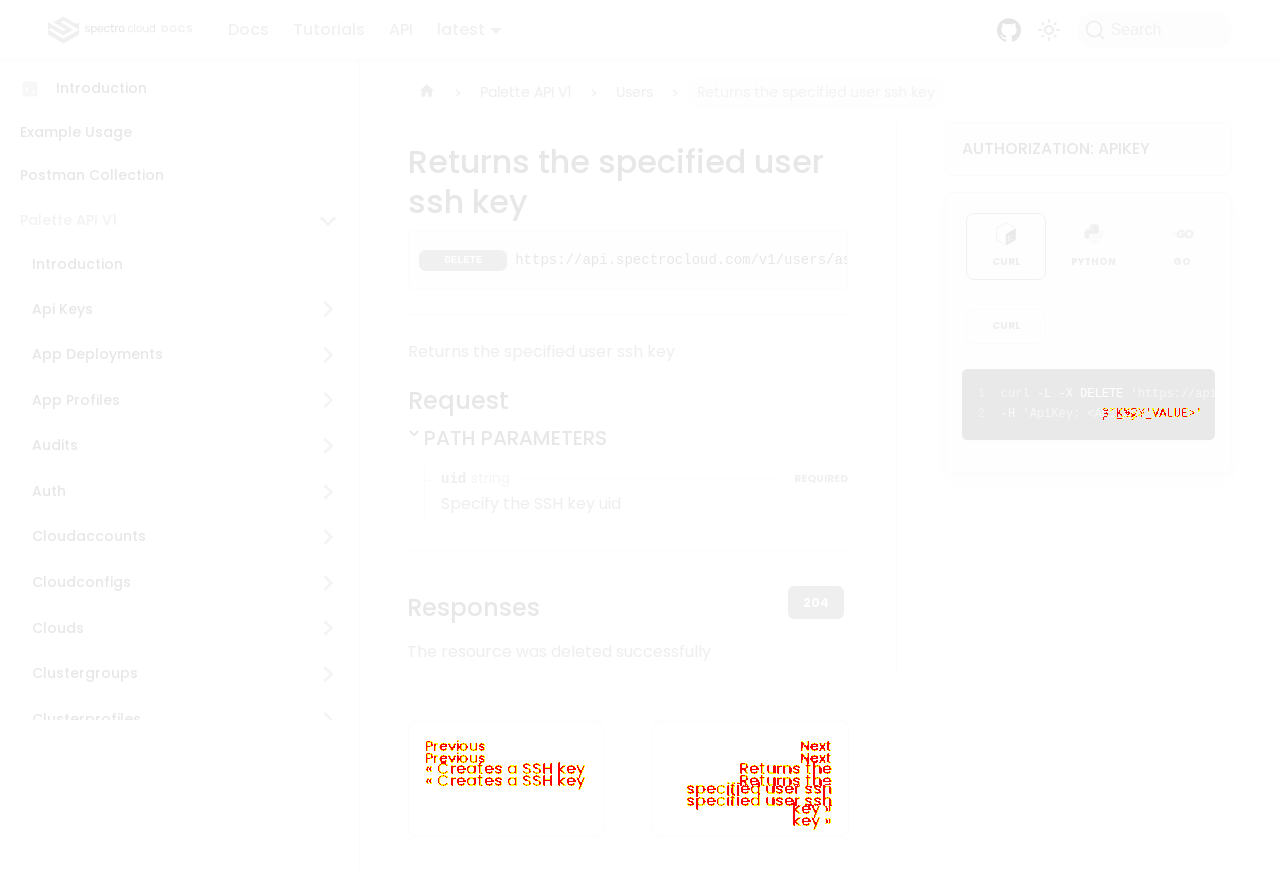 spectro cloud DOCS
Docs
Tutorials
API
latest
Search
Introduction
Example Usage
Postman Collection
Palette API V1
Introduction
Api Keys
App Deployments
App Profiles
Audits
Auth
Cloudaccounts
Cloudconfigs
Clouds
Clustergroups
Clusterprofiles
Palette API V1
Users
Returns the specified user ssh key
Returns the specified user
ssh key
DELETE https://api.spectrocloud.com/v1/users/as
Returns the specified user ssh key
Request
PATH PARAMETERS
uid string REQUIRED
Specify the SSH key uid
Responses
204
The resource was deleted successfully
Previous
Previous
« Creates a SSH key
« Creates a SSH key
Next
Next
Returns the
Returns the
specified user ssh
specified user ssh
key »
key »
AUTHORIZATION: APIKEY
CURL
PYTHON
GO
GO
CURL
1 curl -L -X DELETE 'https://api
2 -H 'ApiKey: